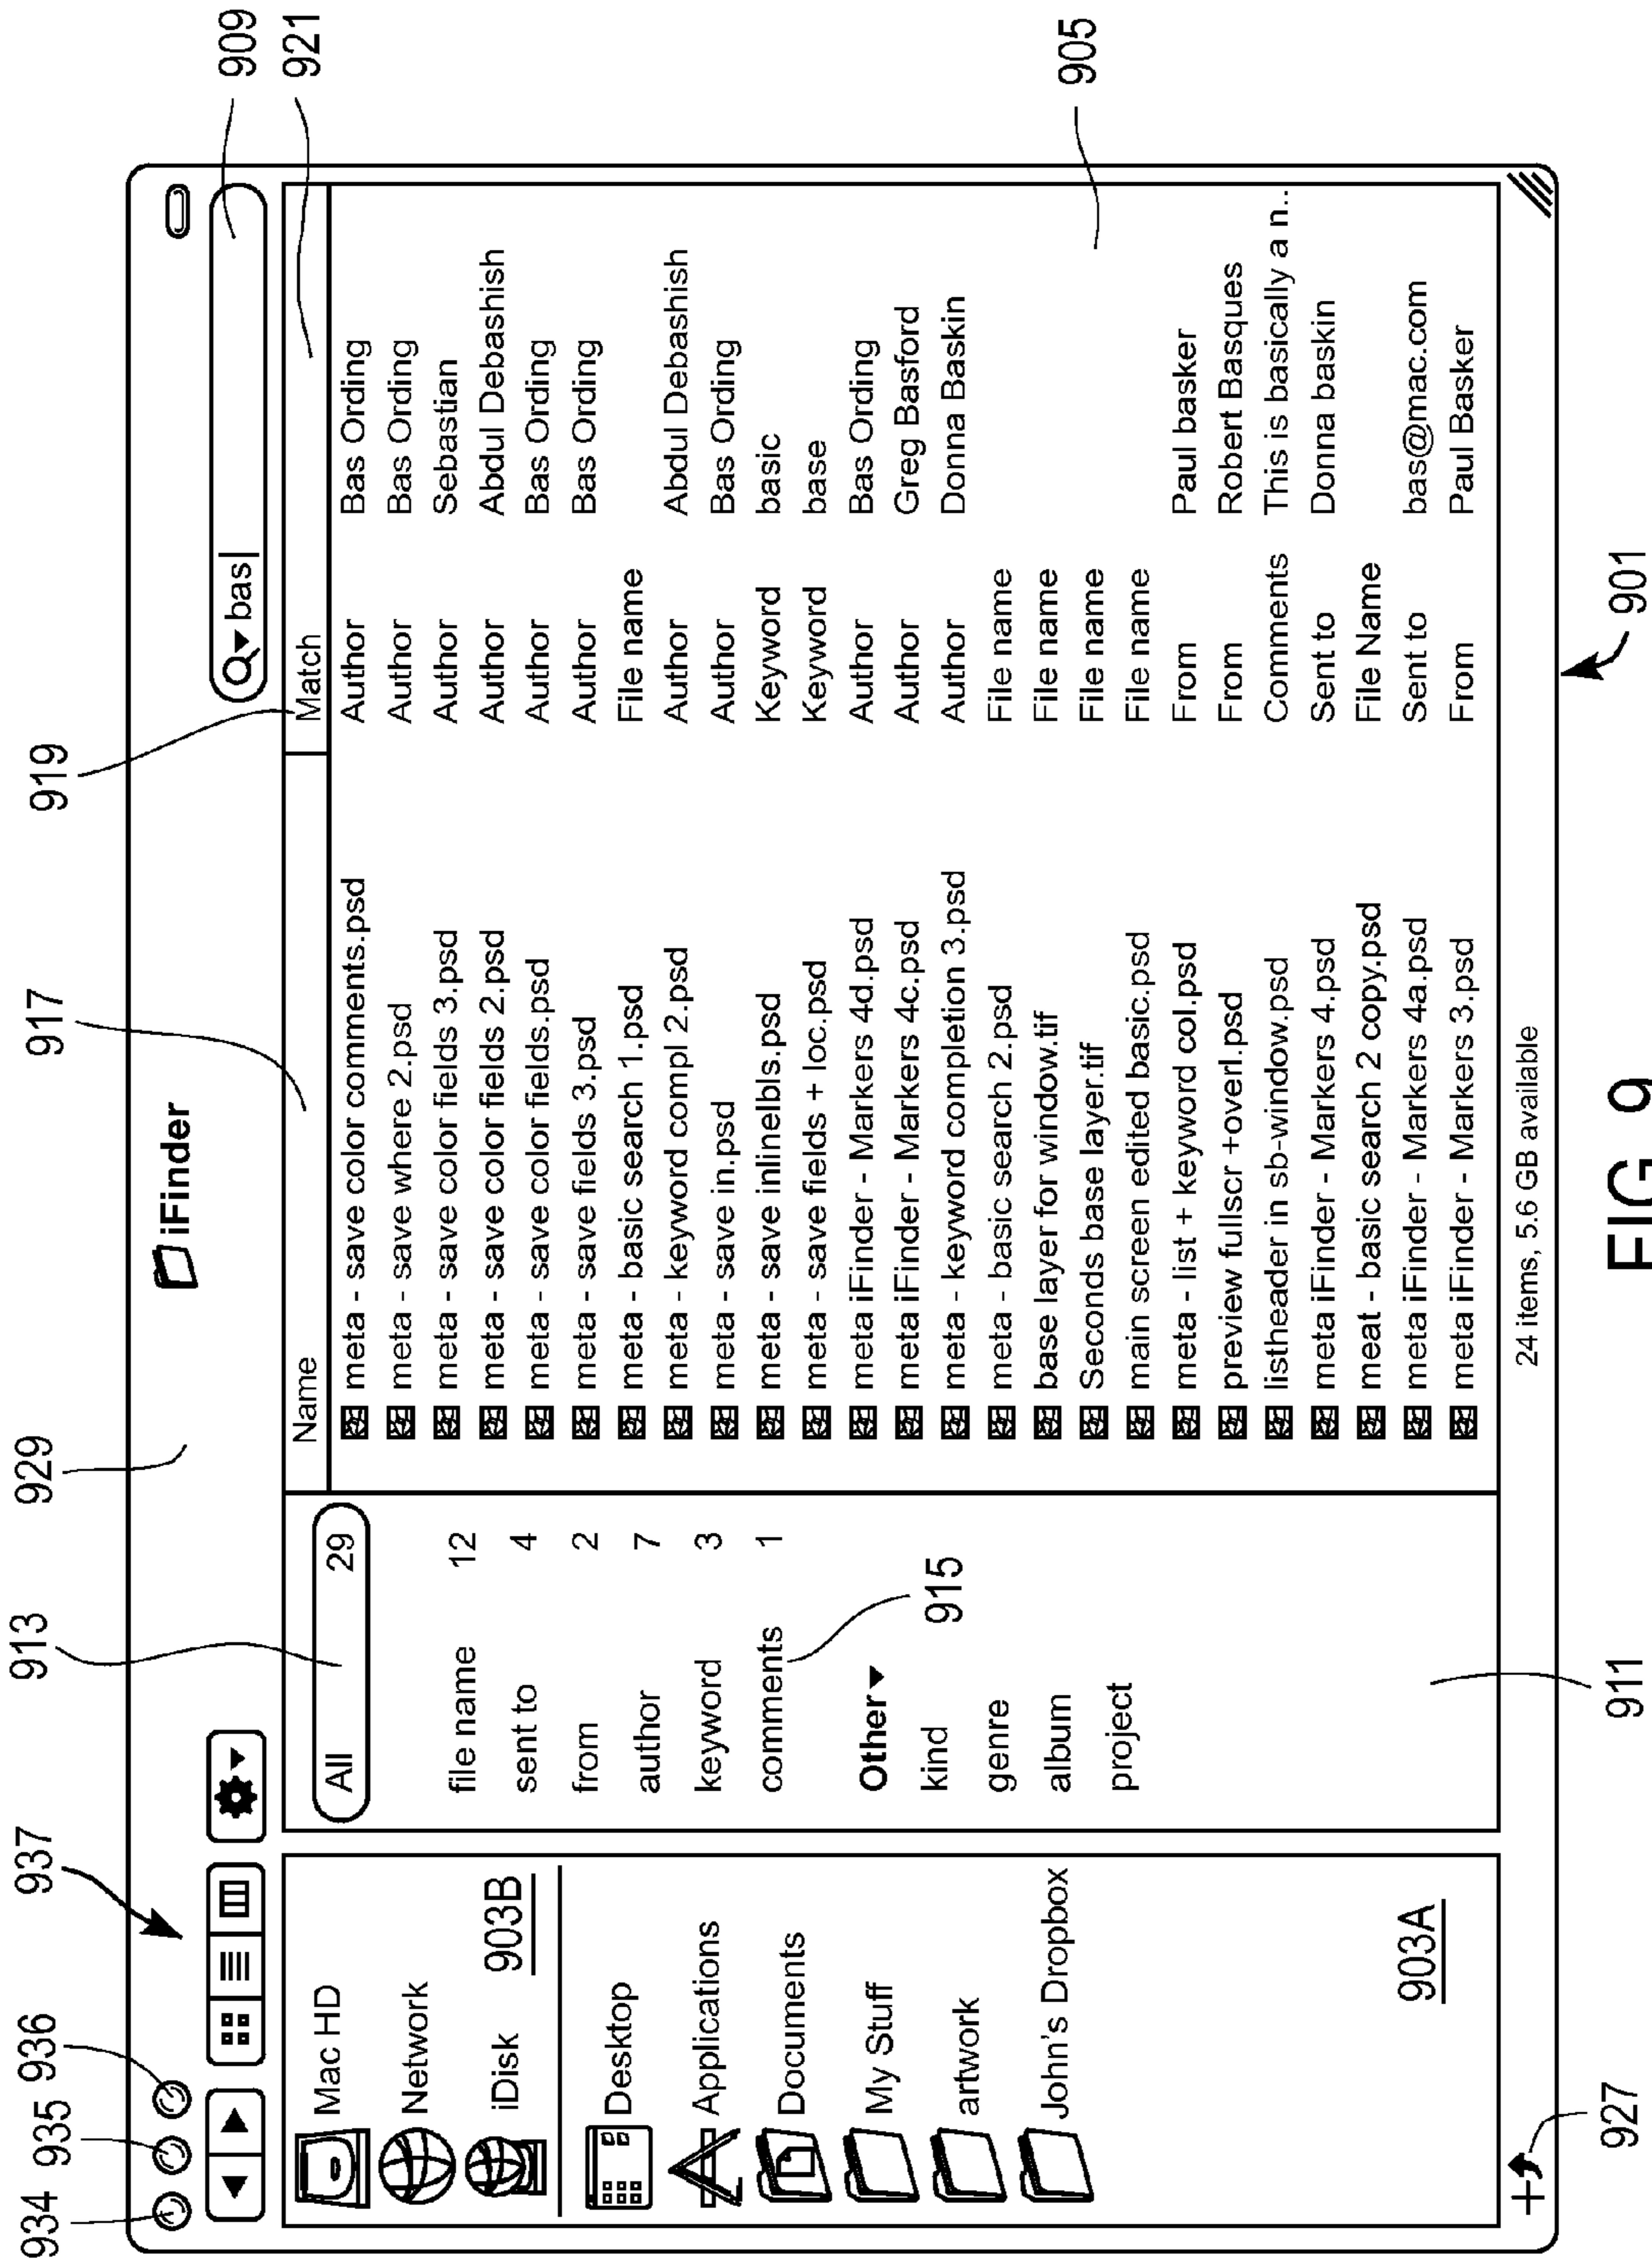 934 935 936 937 913 929 917 919 909
921
iFinder
bas
Mac HD
Network
iDisk 903B
Desktop
Applications
Documents
My Stuff
artwork
John's Dropbox
903A
All 29
file name 12
sent to 4
from 2
author 7
keyword 3
comments 1
915
Other
kind
genre
album
project
Name Match
meta - save color comments.psd Author Bas Ording
meta - save where 2.psd Author Bas Ording
meta - save color fields 3.psd Author Sebastian
meta - save color fields 2.psd Author Abdul Debashish
meta - save color fields.psd Author Bas Ording
meta - save fields 3.psd Author Bas Ording
meta - basic search 1.psd File name
meta - keyword compl 2.psd Author Abdul Debashish
meta - save in.psd Author Bas Ording
meta - save inlinelbls.psd Keyword basic
meta - save fields + loc.psd Keyword base
meta iFinder - Markers 4d.psd Author Bas Ording
meta iFinder - Markers 4c.psd Author Greg Basford
meta - keyword completion 3.psd Author Donna Baskin
meta - basic search 2.psd File name
base layer for window.tif File name
Seconds base layer.tif File name
main screen edited basic.psd File name
meta - list + keyword col.psd From Paul basker
preview fullscr +overl.psd From Robert Basques
listheader in sb-window.psd Comments This is basically a n..
meta iFinder - Markers 4.psd Sent to Donna baskin
meat - basic search 2 copy.psd File Name
meta iFinder - Markers 4a.psd Sent to bas@mac.com
meta iFinder - Markers 3.psd From Paul Basker
905
24 items, 5.6 GB available
927 911 901
FIG. 9